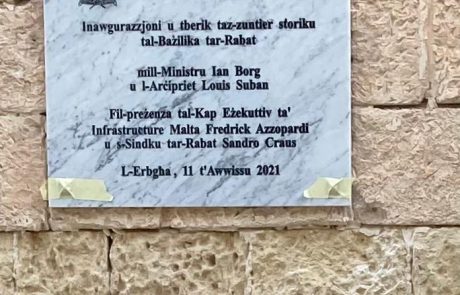 Inawgurazzjoni u tberik taz-zuntier storiku
tal-Bażilika tar-Rabat
mill-Ministru Ian Borg
u l-Arċipriet Louis Suban
Fil-preżenza tal-Kap Eżekuttiv ta'
Infrastructure Malta Fredrick Azzopardi
u s-Sindku tar-Rabat Sandro Craus
L-Erbgħa, 11 t'Awwissu 2021